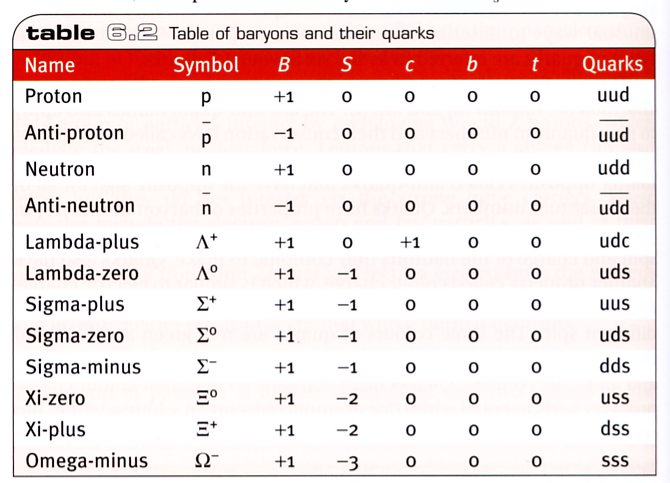 table 6.2 Table of baryons and their quarks
Name Symbol B S c b t Quarks
Proton p +1 0 0 0 0 uud
Anti-proton p̄ −1 0 0 0 0 u̅u̅d̅
Neutron n +1 0 0 0 0 udd
Anti-neutron n̄ −1 0 0 0 0 u̅d̅d̅
Lambda-plus Λ⁺ +1 0 +1 0 0 udc
Lambda-zero Λ⁰ +1 −1 0 0 0 uds
Sigma-plus Σ⁺ +1 −1 0 0 0 uus
Sigma-zero Σ⁰ +1 −1 0 0 0 uds
Sigma-minus Σ⁻ +1 −1 0 0 0 dds
Xi-zero Ξ⁰ +1 −2 0 0 0 uss
Xi-plus Ξ⁺ +1 −2 0 0 0 dss
Omega-minus Ω⁻ +1 −3 0 0 0 sss